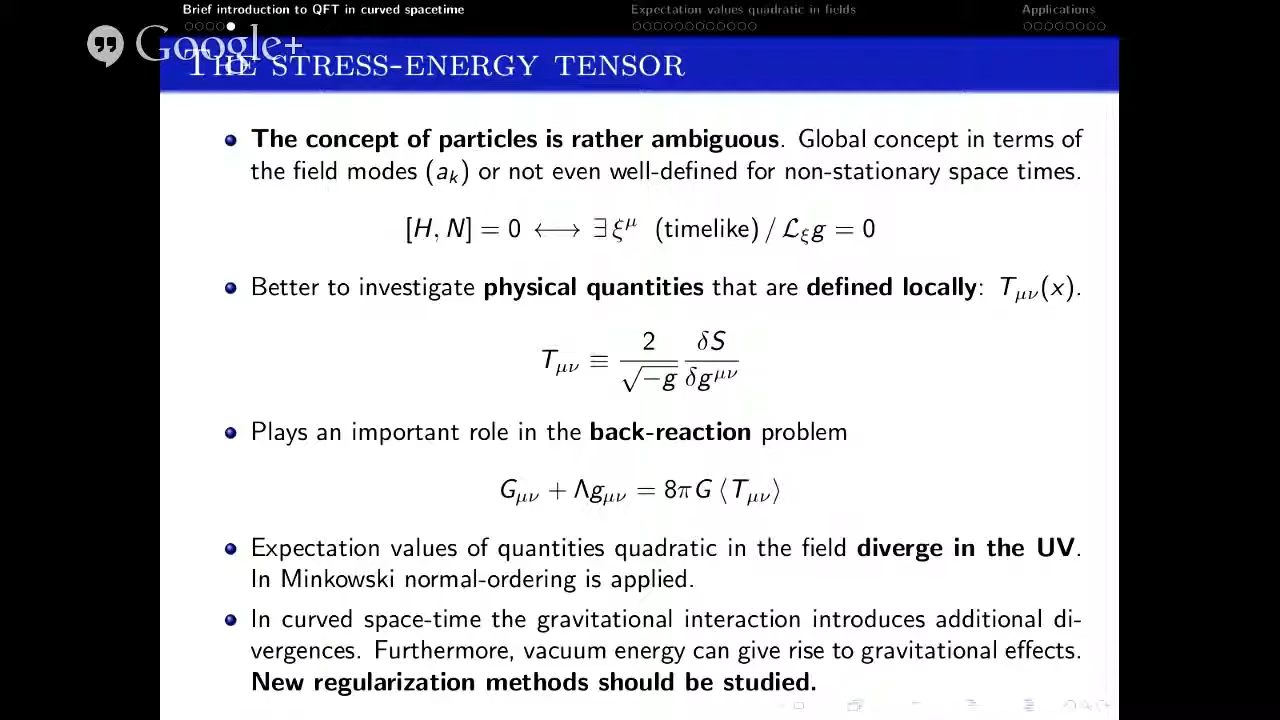 Brief introduction to QFT in curved spacetime Expectation values quadratic in fields Applications
Google+
The stress-energy tensor
The concept of particles is rather ambiguous. Global concept in terms of
the field modes (aₖ) or not even well-defined for non-stationary space times.
[H, N] = 0 ⟷ ∃ ξ^μ (timelike) / ℒ_ξ g = 0
Better to investigate physical quantities that are defined locally: T_μν(x).
T_μν ≡ 2/√−g δS/δg^μν
Plays an important role in the back-reaction problem
G_μν + Λg_μν = 8πG ⟨T_μν⟩
Expectation values of quantities quadratic in the field diverge in the UV.
In Minkowski normal-ordering is applied.
In curved space-time the gravitational interaction introduces additional di-
vergences. Furthermore, vacuum energy can give rise to gravitational effects.
New regularization methods should be studied.